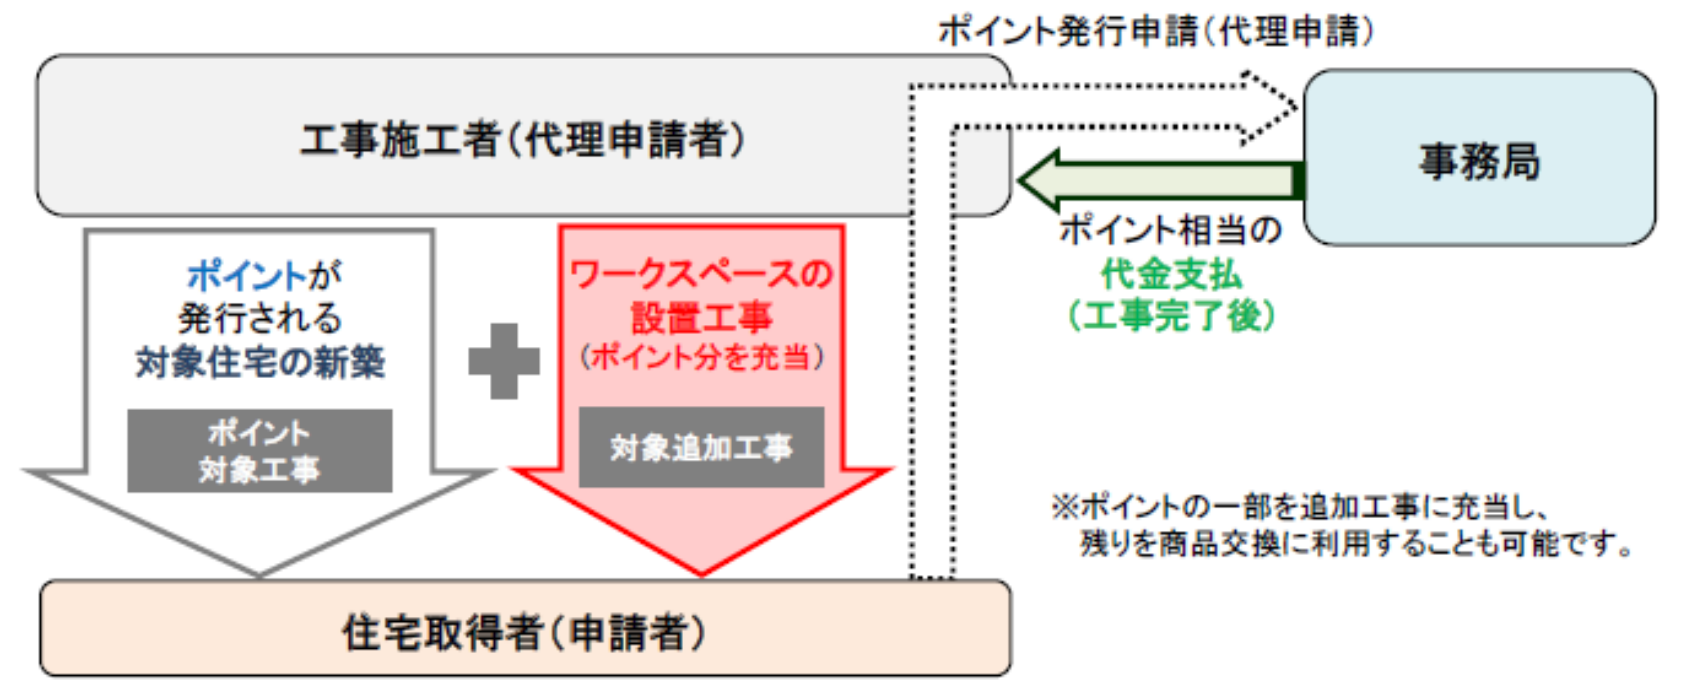 ポイント発行申請(代理申請)
工事施工者(代理申請者)
事務局
ポイント相当の
代金支払
(工事完了後)
ポイントが
発行される
対象住宅の新築
ポイント
対象工事
ワークスペースの
設置工事
(ポイント分を充当)
対象追加工事
※ポイントの一部を追加工事に充当し、
残りを商品交換に利用することも可能です。
住宅取得者(申請者)